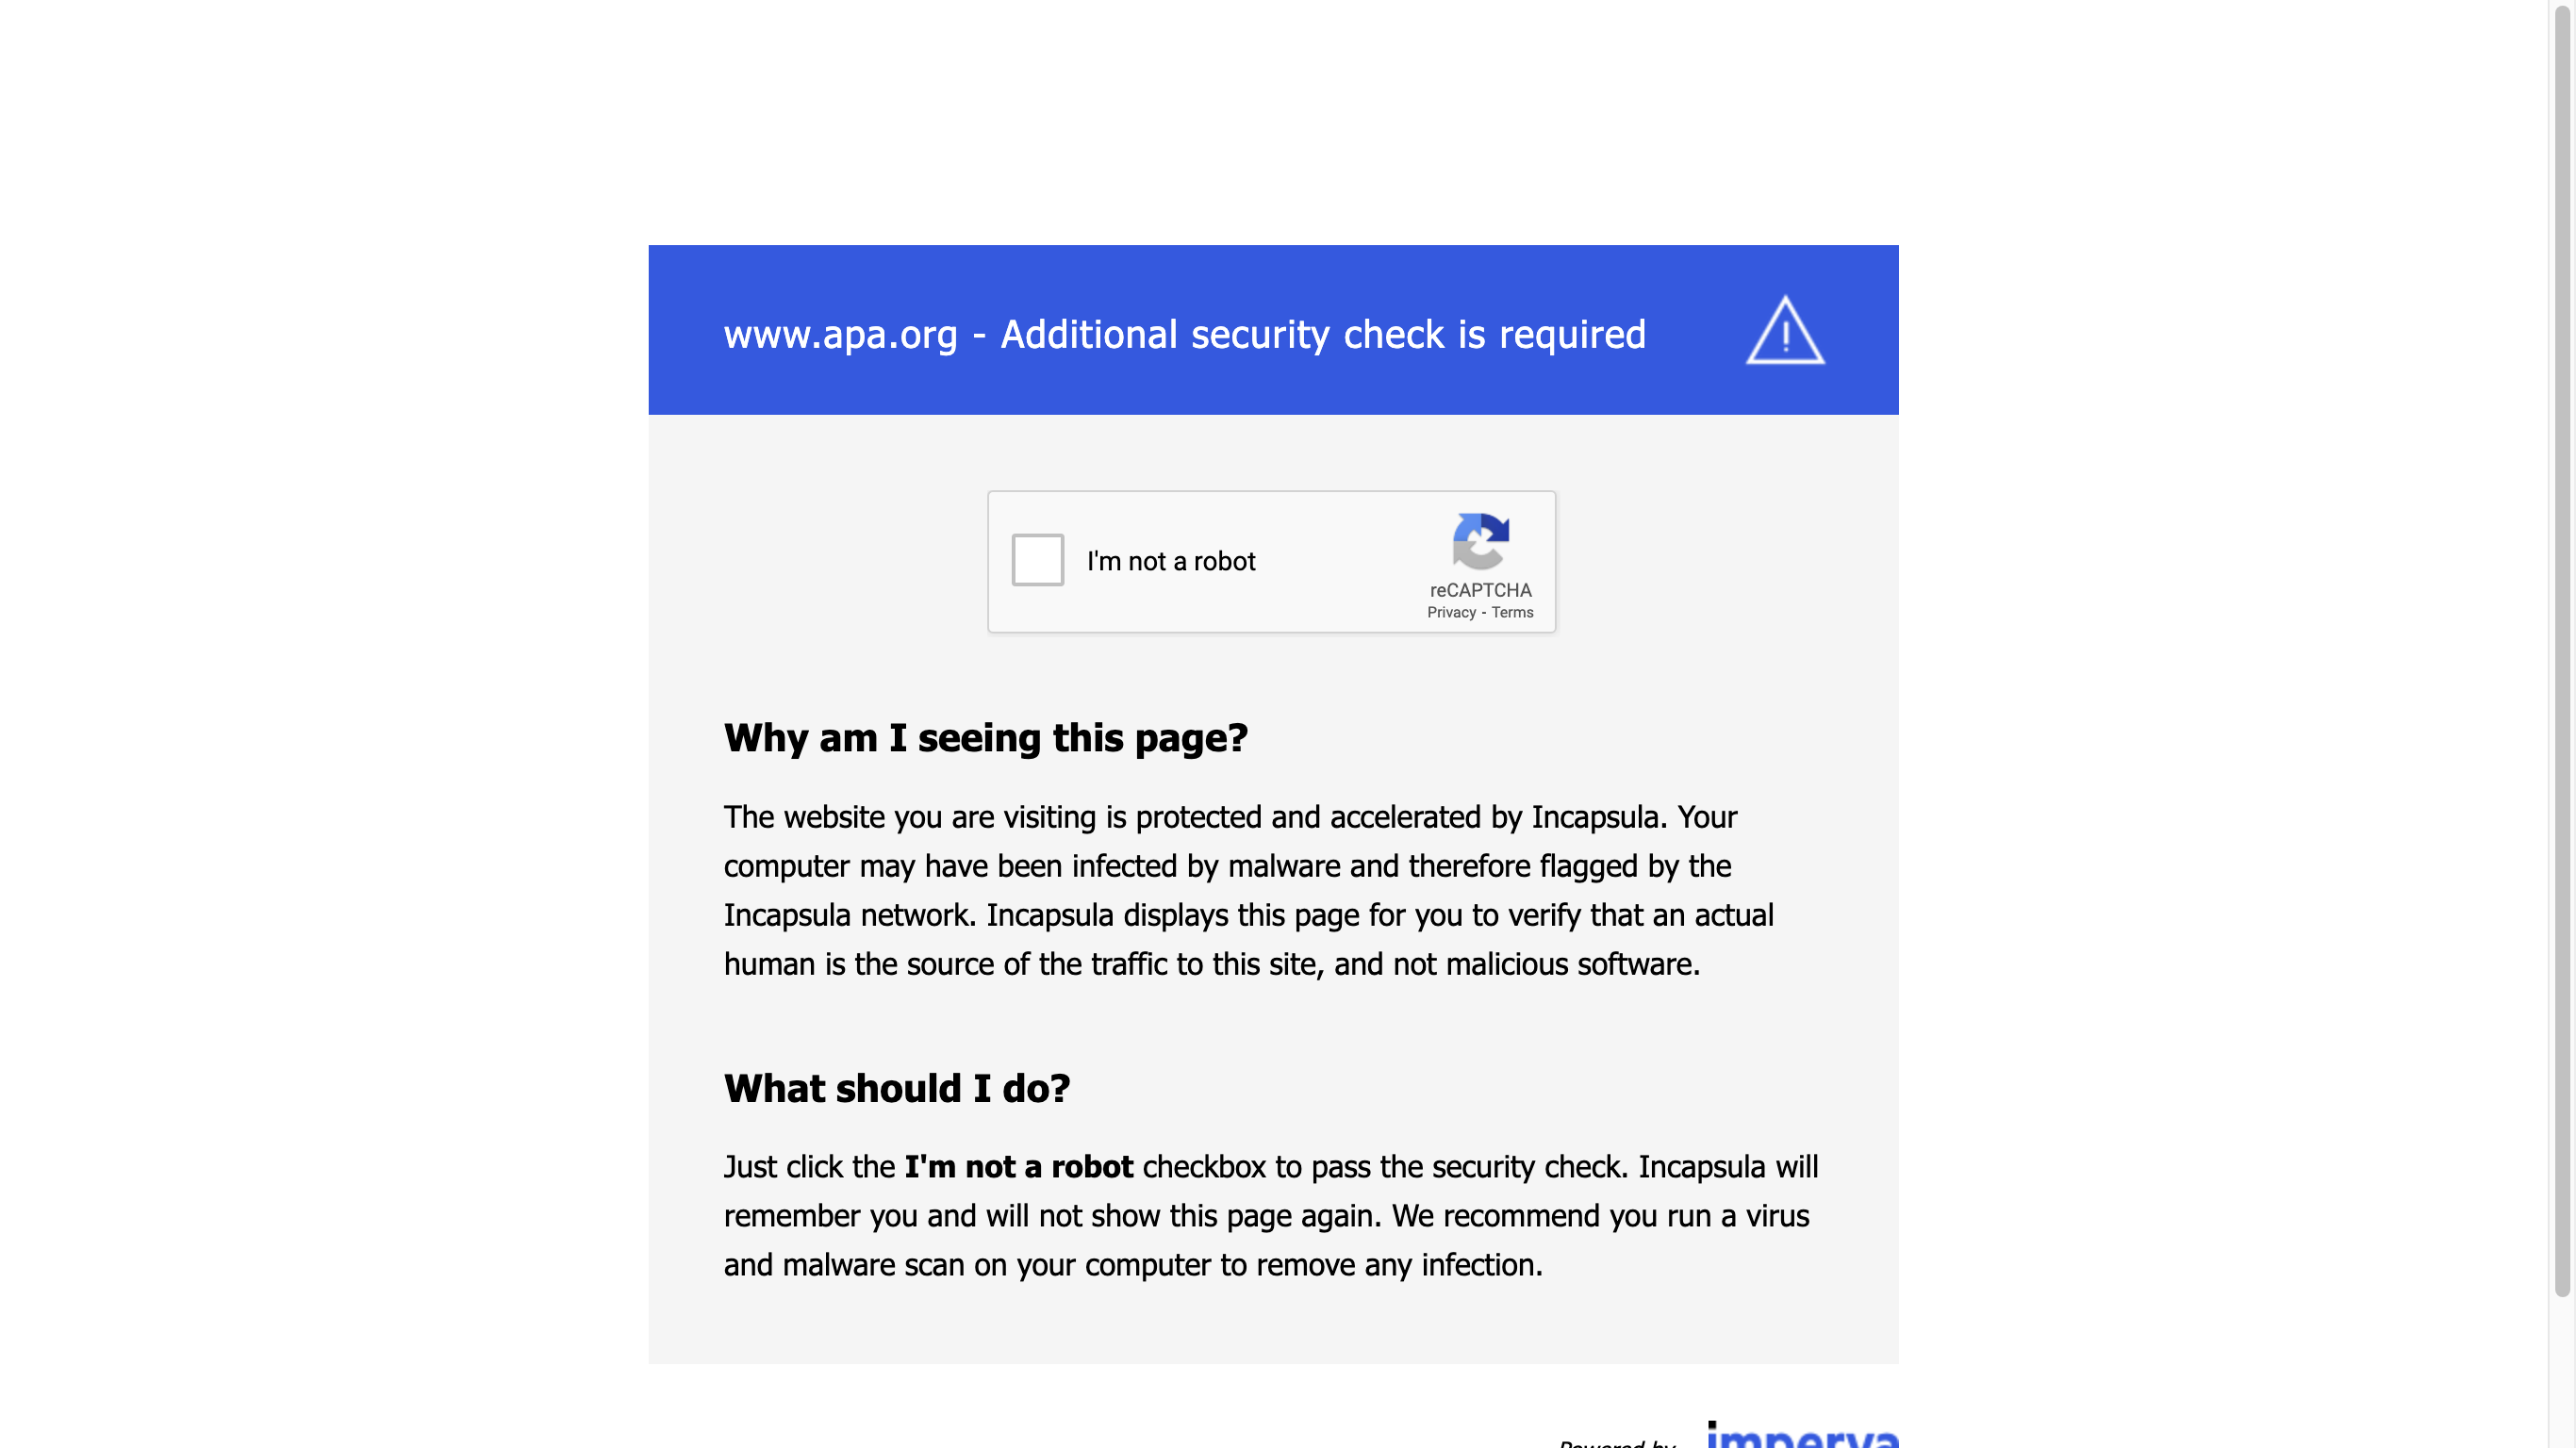 www.apa.org - Additional security check is required
I'm not a robot
reCAPTCHA
Privacy - Terms
Why am I seeing this page?
The website you are visiting is protected and accelerated by Incapsula. Your
computer may have been infected by malware and therefore flagged by the
Incapsula network. Incapsula displays this page for you to verify that an actual
human is the source of the traffic to this site, and not malicious software.
What should I do?
Just click the I'm not a robot checkbox to pass the security check. Incapsula will
remember you and will not show this page again. We recommend you run a virus
and malware scan on your computer to remove any infection.
Powered by imperva